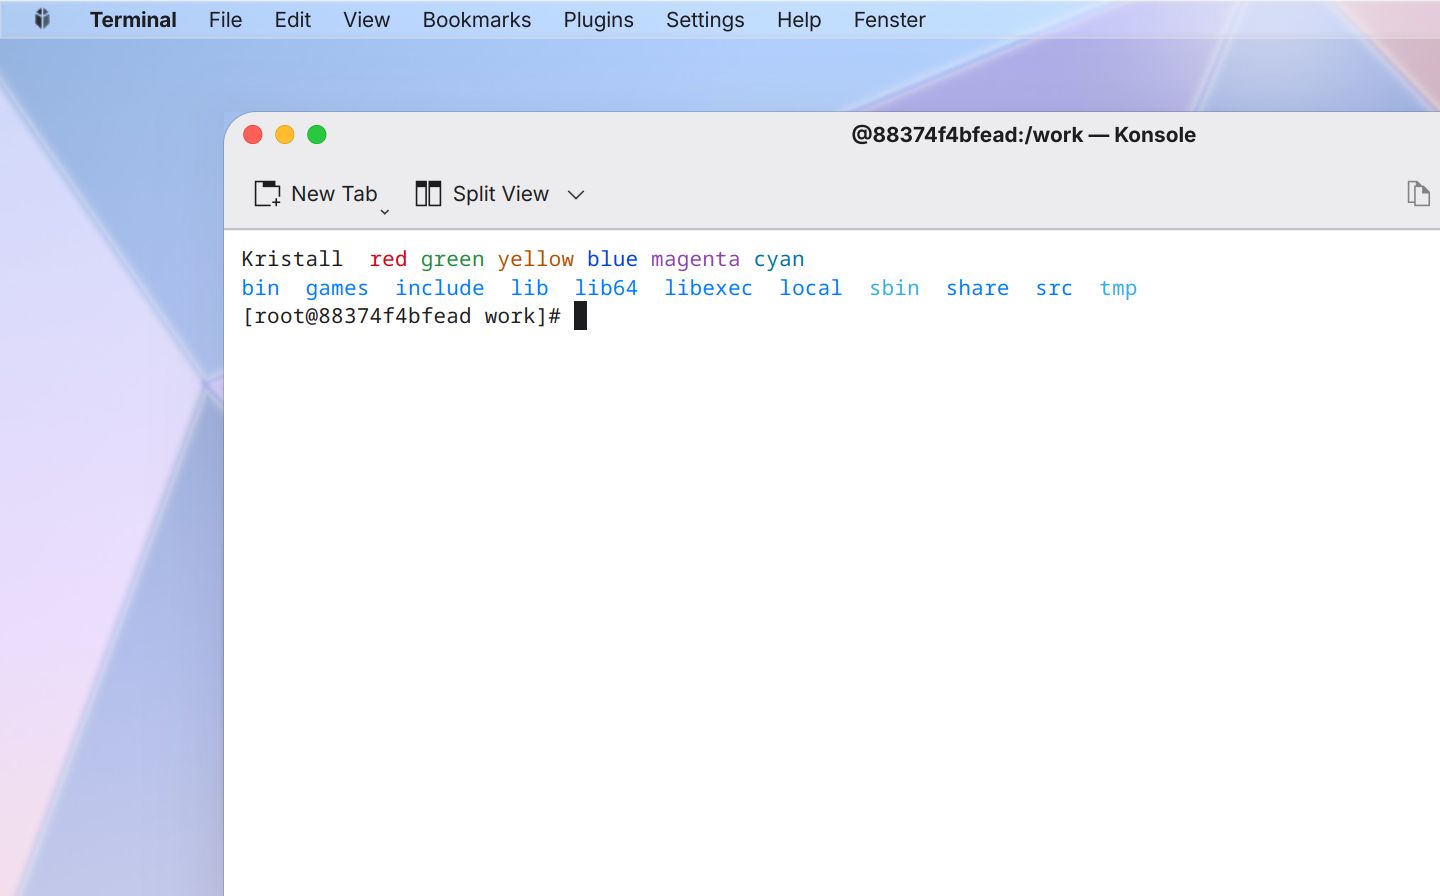 Terminal File Edit View Bookmarks Plugins Settings Help Fenster
@88374f4bfead:/work — Konsole
New Tab Split View
Kristall red green yellow blue magenta cyan
bin games include lib lib64 libexec local sbin share src tmp
[root@88374f4bfead work]#